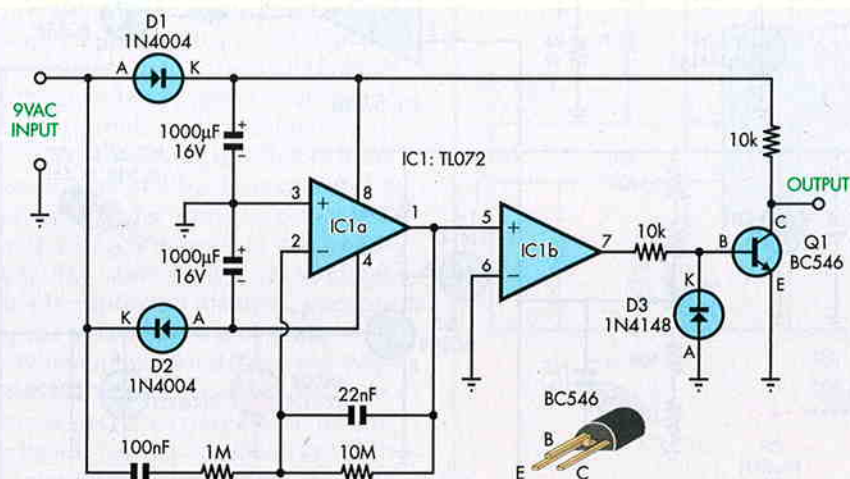 D1
1N4004
A
K
9VAC
INPUT
1000µF
16V
+
−
10k
IC1: TL072
OUTPUT
3
+
8
IC1a
1
2
−
4
5
+
IC1b
7
6
−
10k
B
C
E
Q1
BC546
1000µF
16V
+
−
K
A
D2
1N4004
K
D3
1N4148
A
22nF
BC546
B
E
C
100nF
1M
10M